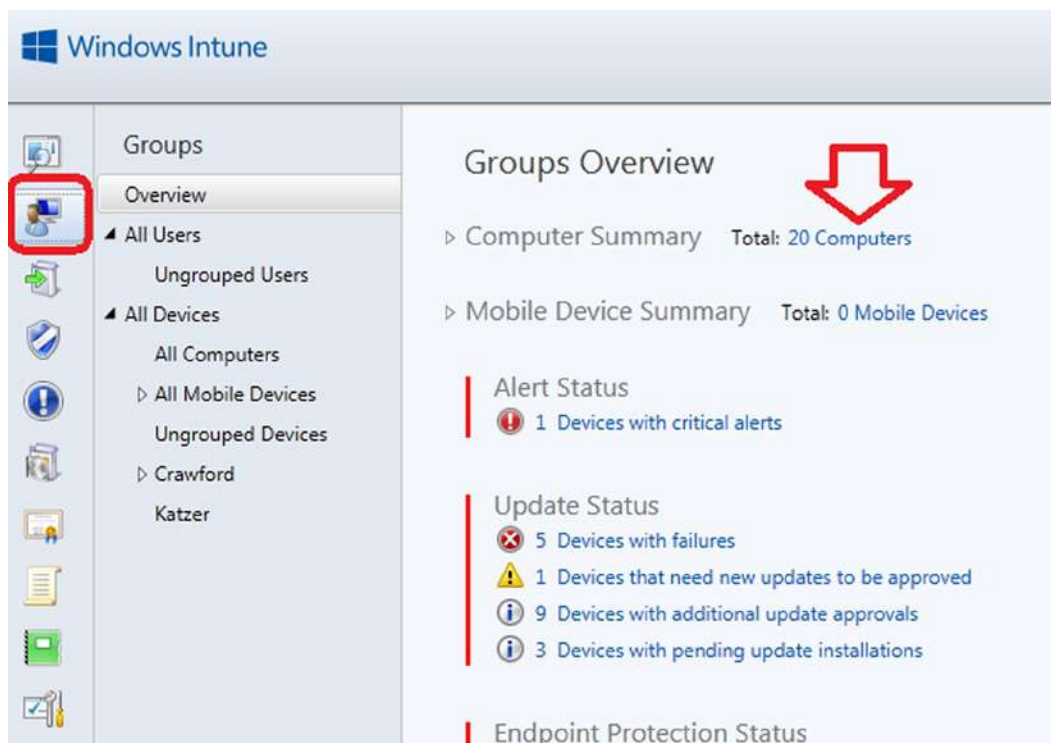 Windows Intune
Groups
Overview
All Users
Ungrouped Users
All Devices
All Computers
All Mobile Devices
Ungrouped Devices
Crawford
Katzer
Groups Overview
Computer Summary Total: 20 Computers
Mobile Device Summary Total: 0 Mobile Devices
Alert Status
1 Devices with critical alerts
Update Status
5 Devices with failures
1 Devices that need new updates to be approved
9 Devices with additional update approvals
3 Devices with pending update installations
Endpoint Protection Status